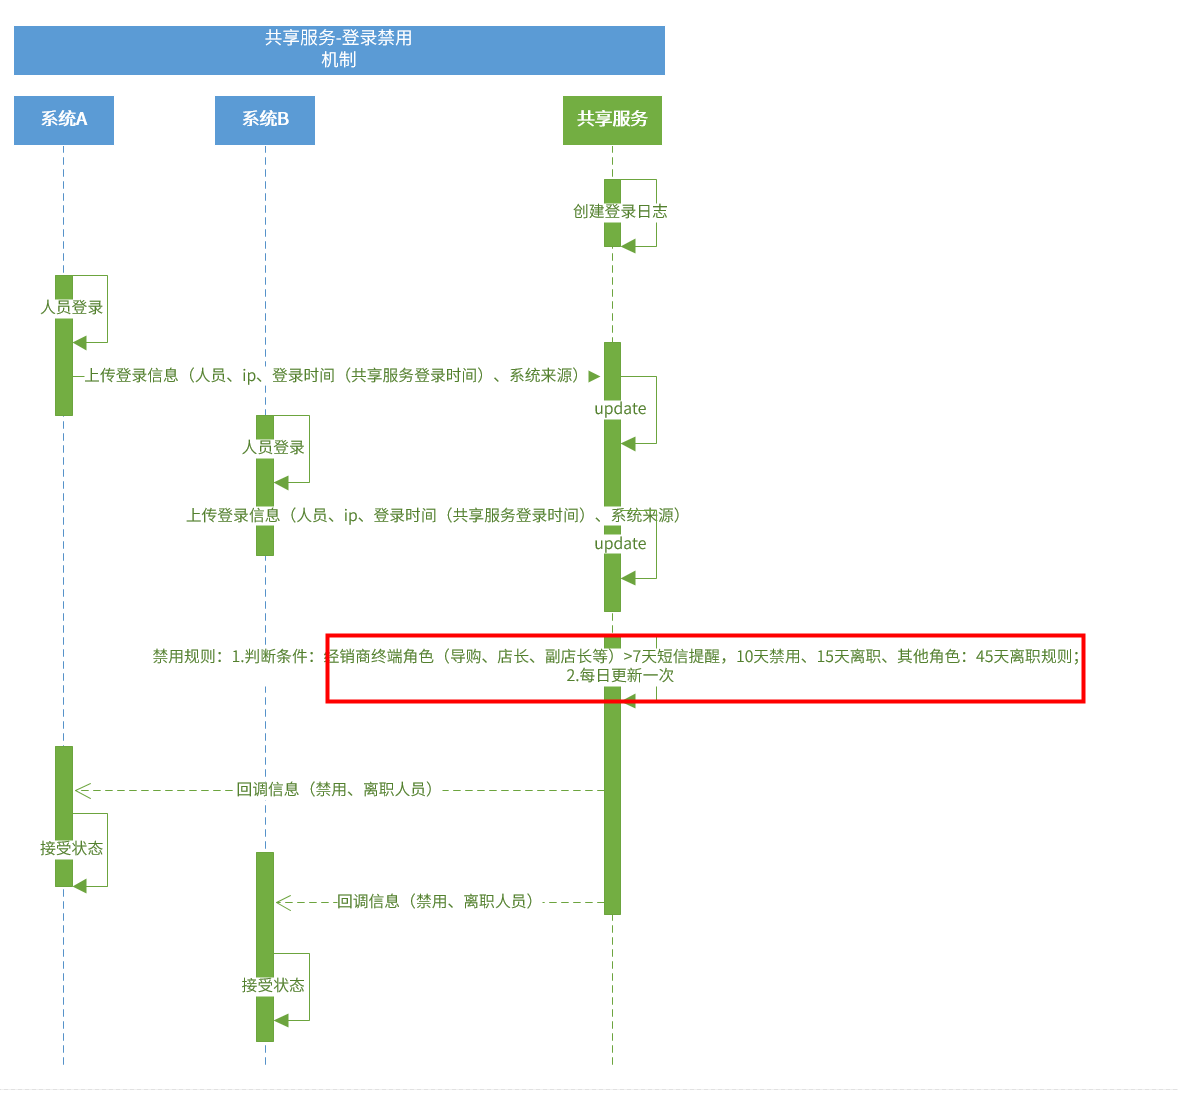 共享服务-登录禁用
机制
系统A
系统B
共享服务
创建登录日志
人员登录
上传登录信息（人员、ip、登录时间（共享服务登录时间）、系统来源）
update
人员登录
上传登录信息（人员、ip、登录时间（共享服务登录时间）、系统来源）
update
禁用规则：1.判断条件：经销商终端角色（导购、店长、副店长等）>7天短信提醒，10天禁用、15天离职、其他角色：45天离职规则；
2.每日更新一次
回调信息（禁用、离职人员）
接受状态
回调信息（禁用、离职人员）
接受状态